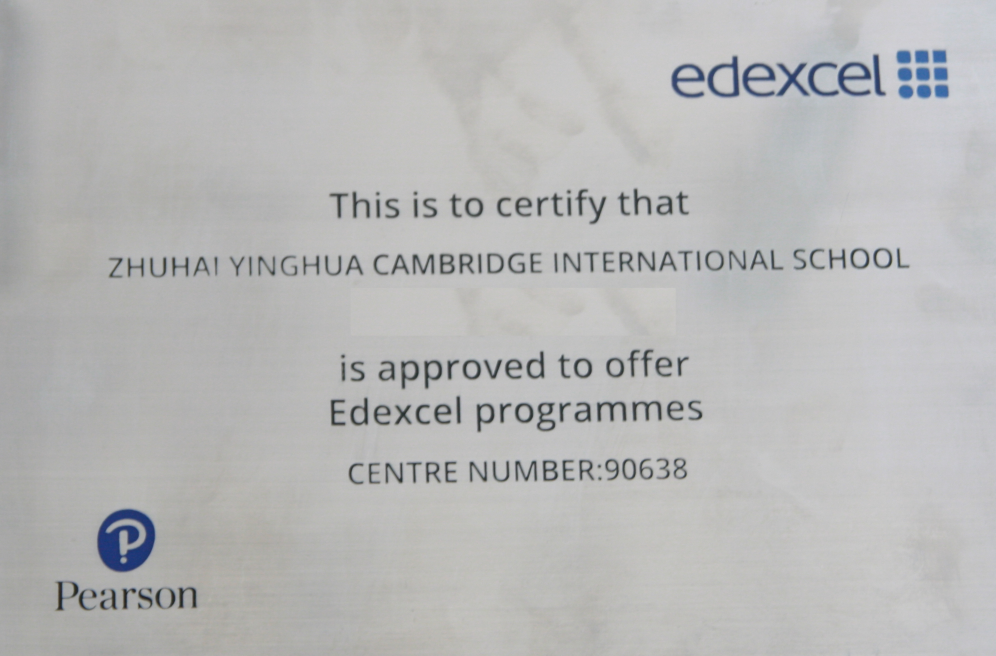 edexcel
This is to certify that
ZHUHAI YINGHUA CAMBRIDGE INTERNATIONAL SCHOOL
is approved to offer
Edexcel programmes
CENTRE NUMBER:90638
Pearson